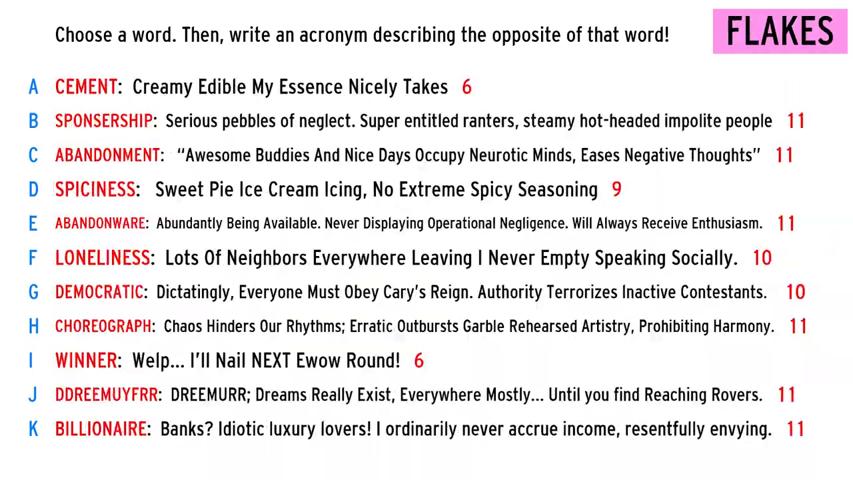 Choose a word. Then, write an acronym describing the opposite of that word!
FLAKES
A CEMENT: Creamy Edible My Essence Nicely Takes 6
B SPONSERSHIP: Serious pebbles of neglect. Super entitled ranters, steamy hot-headed impolite people 11
C ABANDONMENT: “Awesome Buddies And Nice Days Occupy Neurotic Minds, Eases Negative Thoughts” 11
D SPICINESS: Sweet Pie Ice Cream Icing, No Extreme Spicy Seasoning 9
E ABANDONWARE: Abundantly Being Available. Never Displaying Operational Negligence. Will Always Receive Enthusiasm. 11
F LONELINESS: Lots Of Neighbors Everywhere Leaving I Never Empty Speaking Socially. 10
G DEMOCRATIC: Dictatingly, Everyone Must Obey Cary's Reign. Authority Terrorizes Inactive Contestants. 10
H CHOREOGRAPH: Chaos Hinders Our Rhythms; Erratic Outbursts Garble Rehearsed Artistry, Prohibiting Harmony. 11
I WINNER: Welp... I'll Nail NEXT Ewow Round! 6
J DDREEMUYFRR: DREEMURR; Dreams Really Exist, Everywhere Mostly... Until you find Reaching Rovers. 11
K BILLIONAIRE: Banks? Idiotic luxury lovers! I ordinarily never accrue income, resentfully envying. 11